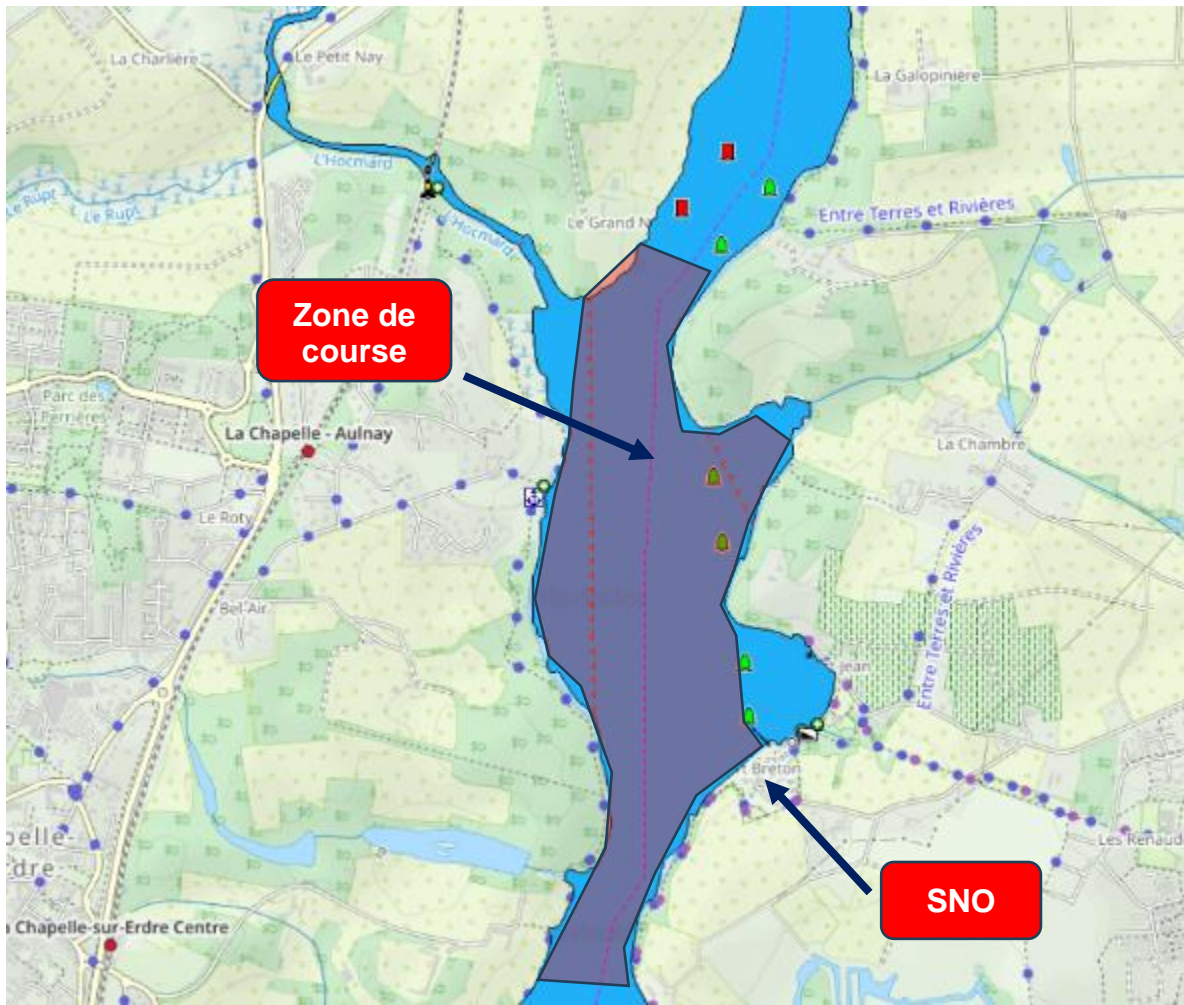 La Charlière
Le Petit Nay
La Galopinière
L'Hocmard
Le Rupt
Le Rupt
L'Hocmard
Le Grand N
Entre Terres et Rivières
Zone de
course
Parc des
Perrières
La Chapelle - Aulnay
La Chambre
Le Roty
Entre Terres et Rivières
Bel-Air
Jean
t Breton
Les Renaud
pelle-
rdre
SNO
a Chapelle-sur-Erdre Centre